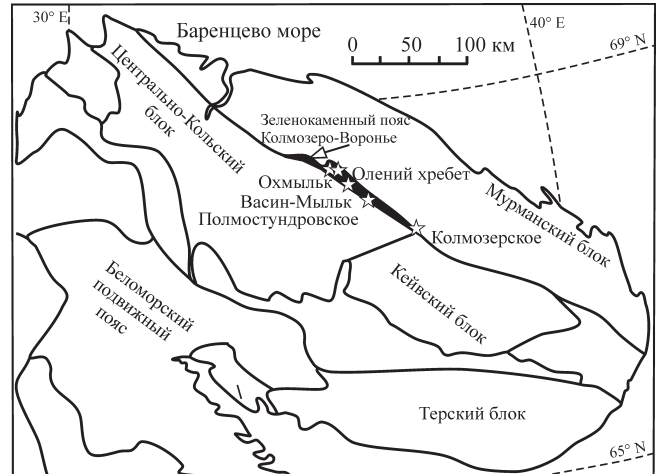 30° E
40° E
Баренцево море
69° N
0 50 100 км
Центрально-Кольский
блок
Зеленокаменный пояс
Колмозеро-Воронье
Олений хребет
Охмыльк
Васин-Мыльк
Полмостундровское
Колмозерское
Мурманский блок
Кейвский блок
Беломорский
подвижный
пояс
Терский блок
65° N